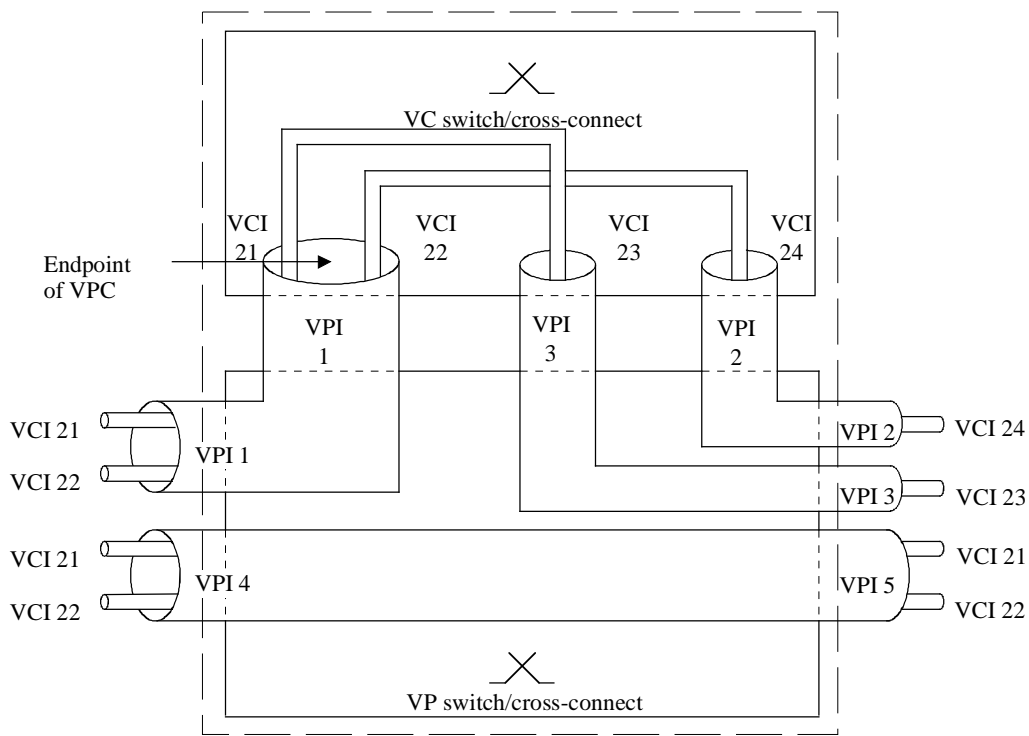 VC switch/cross-connect
VCI
21
VCI
22
VCI
23
VCI
24
Endpoint
of VPC
VPI
1
VPI
3
VPI
2
VCI 21
VCI 22
VPI 1
VPI 2
VCI 24
VPI 3
VCI 23
VCI 21
VCI 22
VPI 4
VPI 5
VCI 21
VCI 22
VP switch/cross-connect